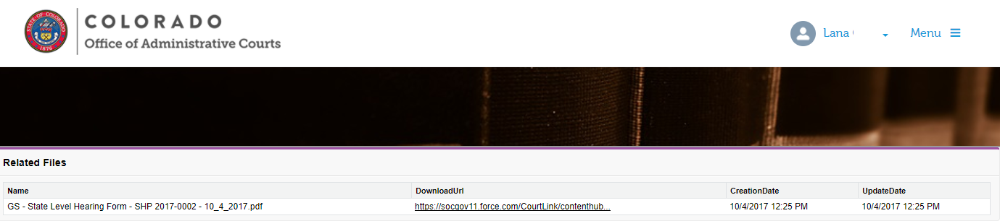 STATE OF COLORADO
1876
COLORADO
Office of Administrative Courts
Lana
Menu
Related Files
Name DownloadUrl CreationDate UpdateDate
GS - State Level Hearing Form - SHP 2017-0002 - 10_4_2017.pdf https://socgov11.force.com/CourtLink/contenthub... 10/4/2017 12:25 PM 10/4/2017 12:25 PM